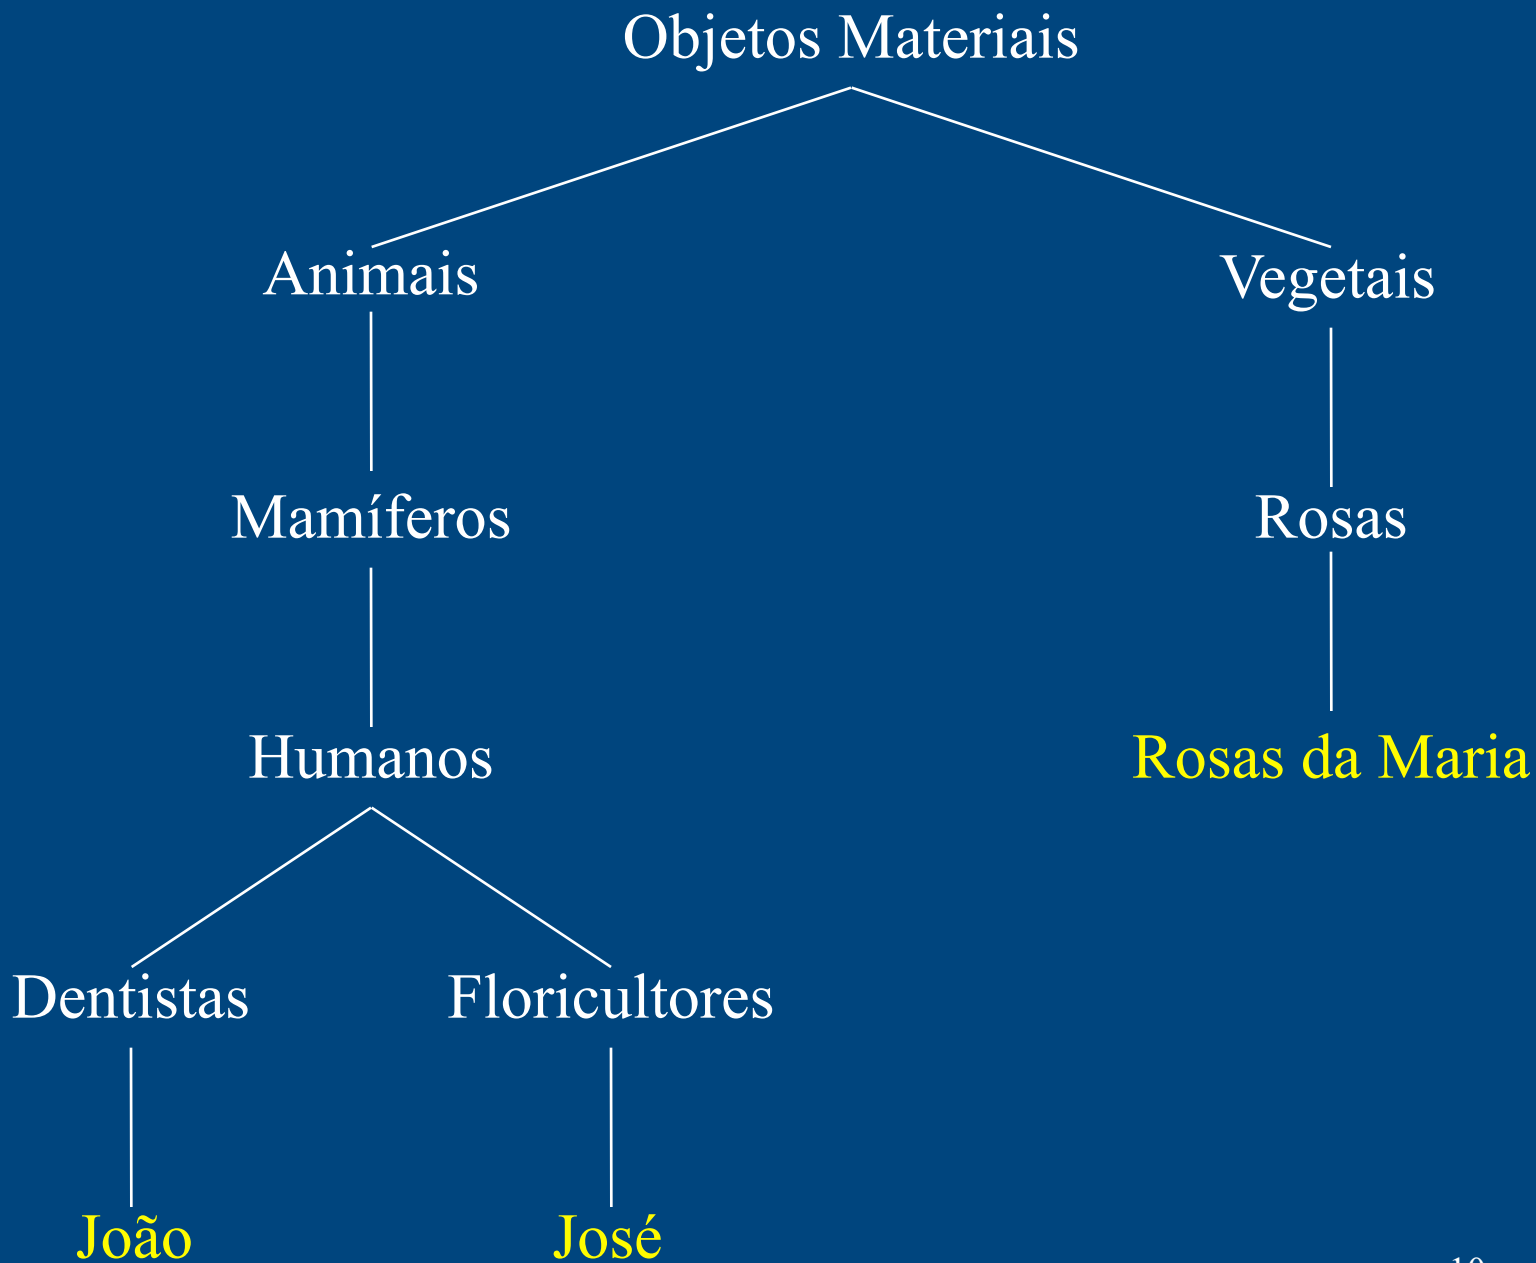 Objetos Materiais
Animais
Vegetais
Mamíferos
Rosas
Humanos
Rosas da Maria
Dentistas
Floricultores
João
José